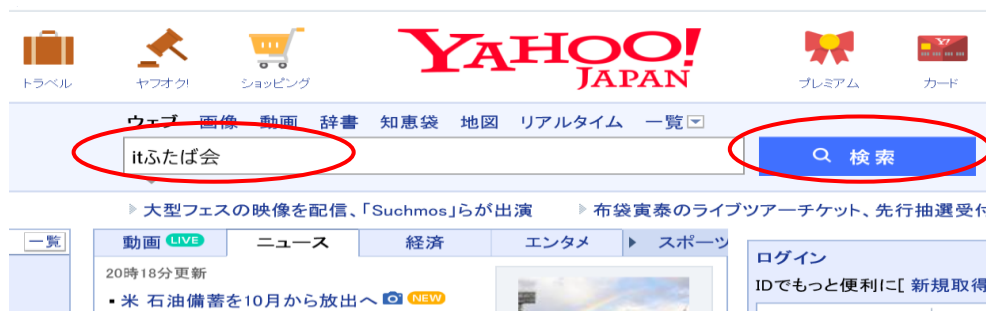 YAHOO!
JAPAN
トラベル ヤフオク! ショッピング プレミアム カード
ウェブ 画像 動画 辞書 知恵袋 地図 リアルタイム 一覧
itふたば会 検索
大型フェスの映像を配信、「Suchmos」らが出演 布袋寅泰のライブツアーチケット、先行抽選受付
一覧 動画 LIVE ニュース 経済 エンタメ スポーツ
ログイン
20時18分更新
IDでもっと便利に[ 新規取得
米 石油備蓄を10月から放出へ NEW